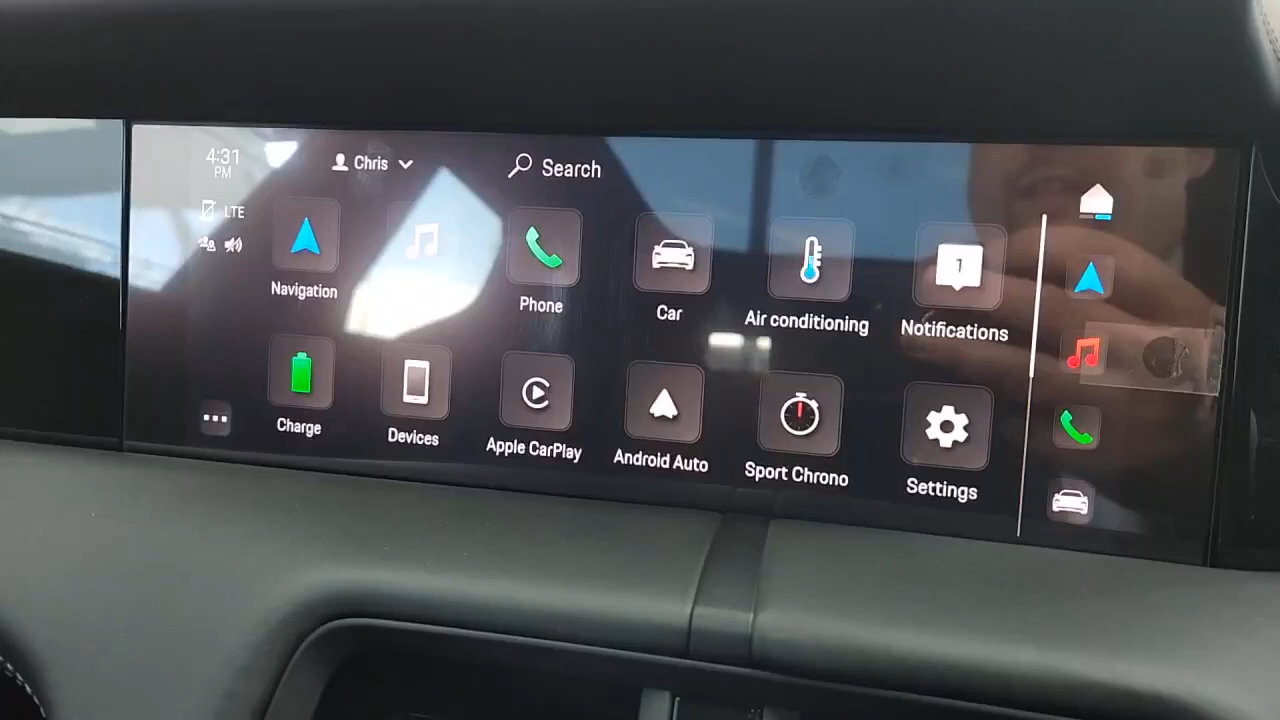 4:31
PM
Chris
Search
LTE
Navigation
Phone
Car
Air conditioning
1
Notifications
Charge
Devices
Apple CarPlay
Android Auto
Sport Chrono
Settings